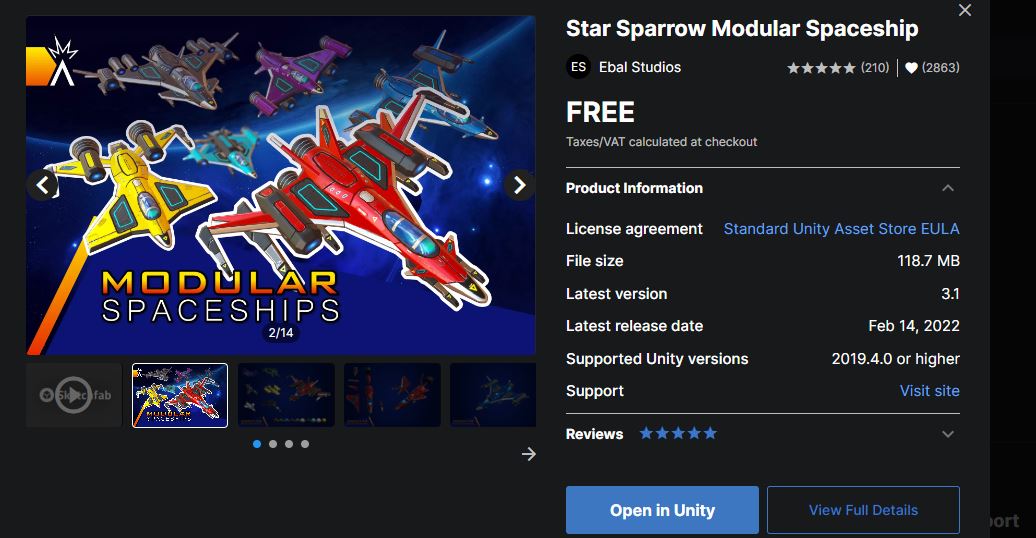 Star Sparrow Modular Spaceship
ES Ebal Studios
(210) (2863)
FREE
Taxes/VAT calculated at checkout
Product Information
License agreement Standard Unity Asset Store EULA
File size 118.7 MB
Latest version 3.1
Latest release date Feb 14, 2022
Supported Unity versions 2019.4.0 or higher
Support Visit site
Reviews
Open in Unity
View Full Details
MODULAR
SPACESHIPS
2/14
Sketchfab
MODULAR
SPACESHIPS